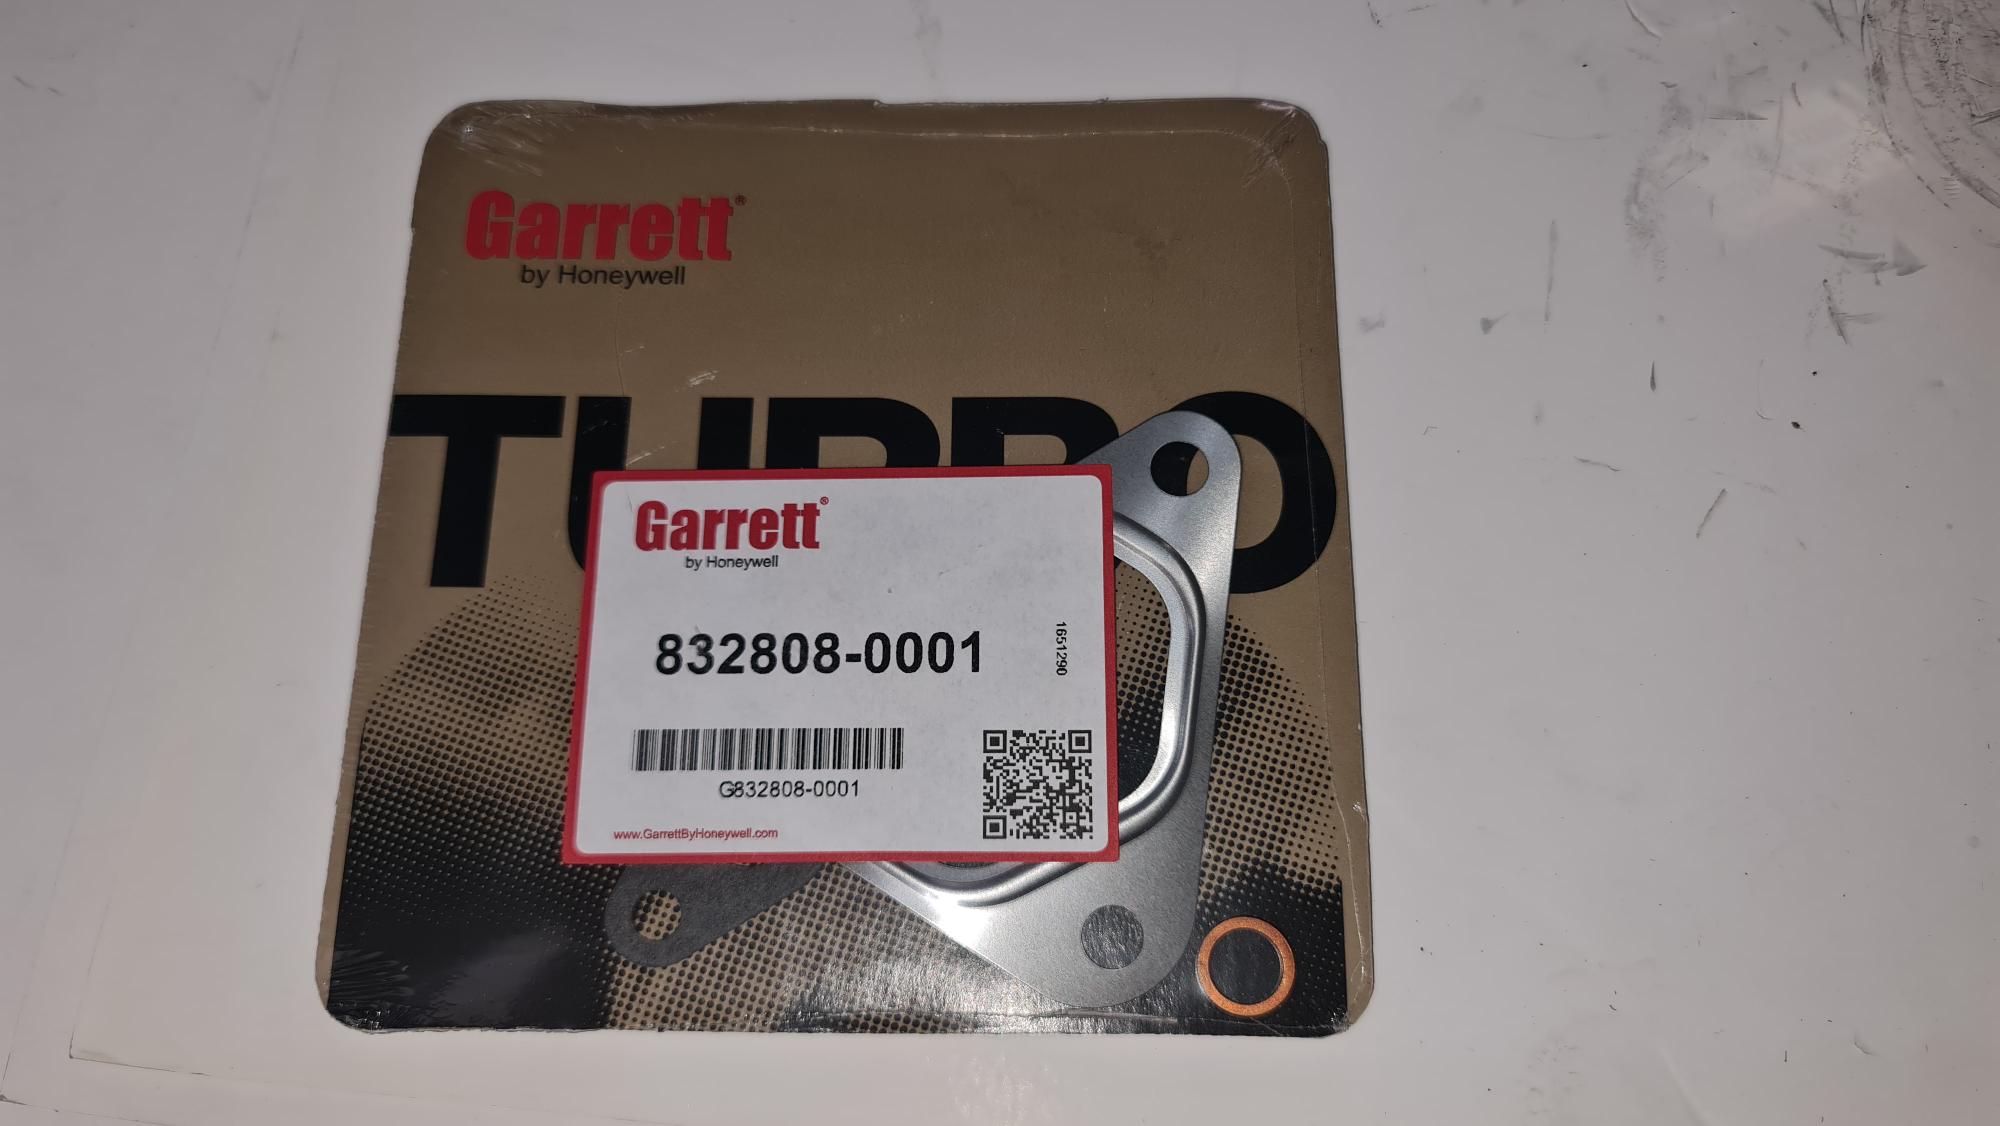 Garrett®
by Honeywell
TURBO
Garrett®
by Honeywell
832808-0001
1651290
G832808-0001
www.GarrettByHoneywell.com